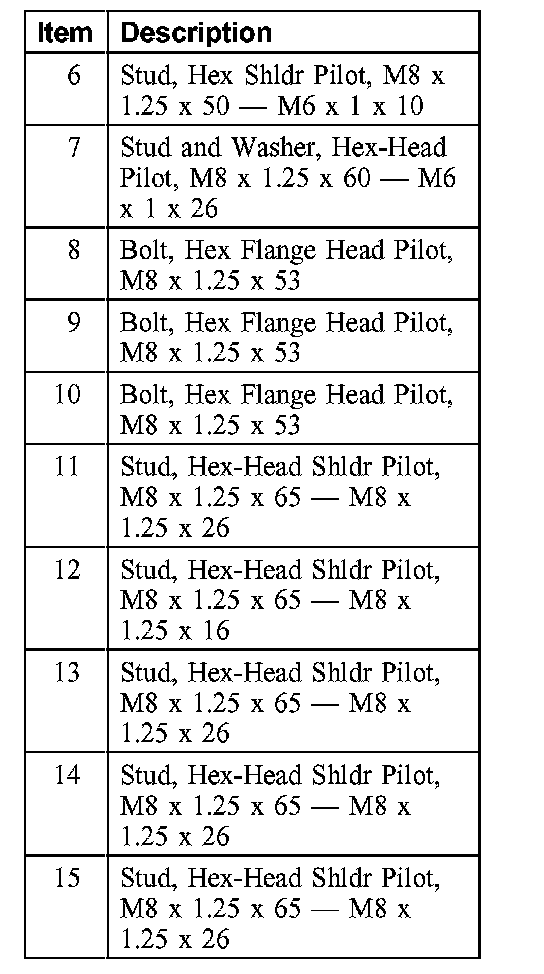 Item Description
6 Stud, Hex Shldr Pilot, M8 x
1.25 x 50 — M6 x 1 x 10
7 Stud and Washer, Hex-Head
Pilot, M8 x 1.25 x 60 — M6
x 1 x 26
8 Bolt, Hex Flange Head Pilot,
M8 x 1.25 x 53
9 Bolt, Hex Flange Head Pilot,
M8 x 1.25 x 53
10 Bolt, Hex Flange Head Pilot,
M8 x 1.25 x 53
11 Stud, Hex-Head Shldr Pilot,
M8 x 1.25 x 65 — M8 x
1.25 x 26
12 Stud, Hex-Head Shldr Pilot,
M8 x 1.25 x 65 — M8 x
1.25 x 16
13 Stud, Hex-Head Shldr Pilot,
M8 x 1.25 x 65 — M8 x
1.25 x 26
14 Stud, Hex-Head Shldr Pilot,
M8 x 1.25 x 65 — M8 x
1.25 x 26
15 Stud, Hex-Head Shldr Pilot,
M8 x 1.25 x 65 — M8 x
1.25 x 26